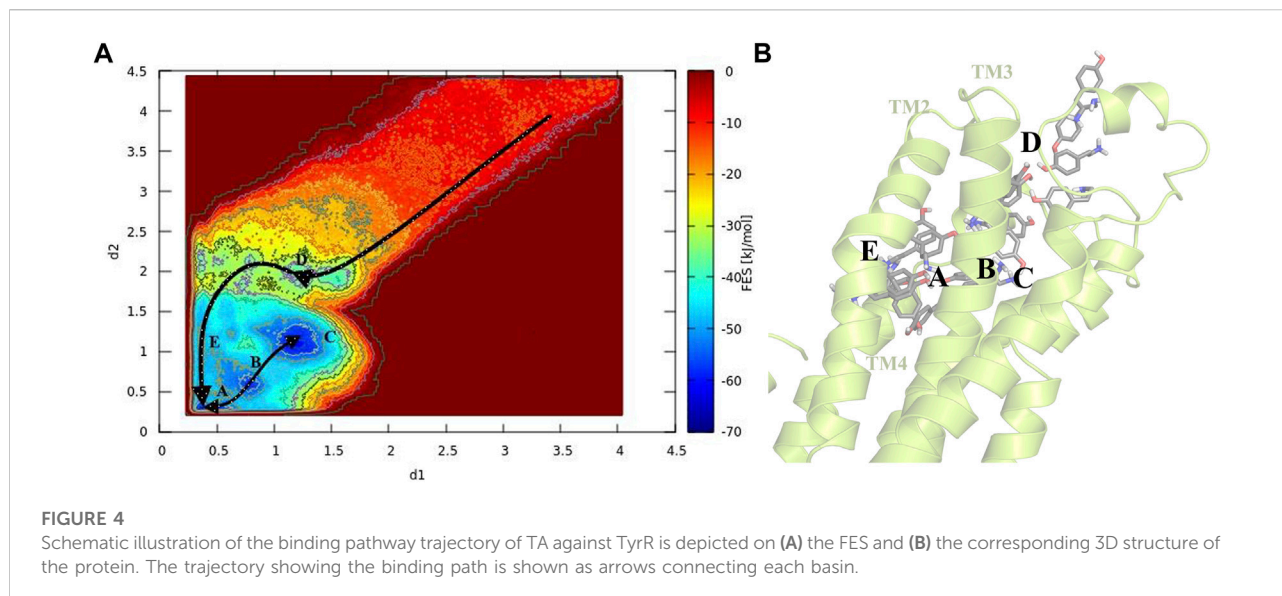 A
4.5
4
3.5
3
2.5
2
1.5
1
0.5
0
d2
0
0.5
1
1.5
2
2.5
3
3.5
4
4.5
d1
D
E
B
C
A
0
-10
-20
-30
-40
-50
-60
-70
FES [kJ/mol]
B
TM3
TM2
D
E
A
B
C
TM4
FIGURE 4
Schematic illustration of the binding pathway trajectory of TA against TyrR is depicted on (A) the FES and (B) the corresponding 3D structure of
the protein. The trajectory showing the binding path is shown as arrows connecting each basin.